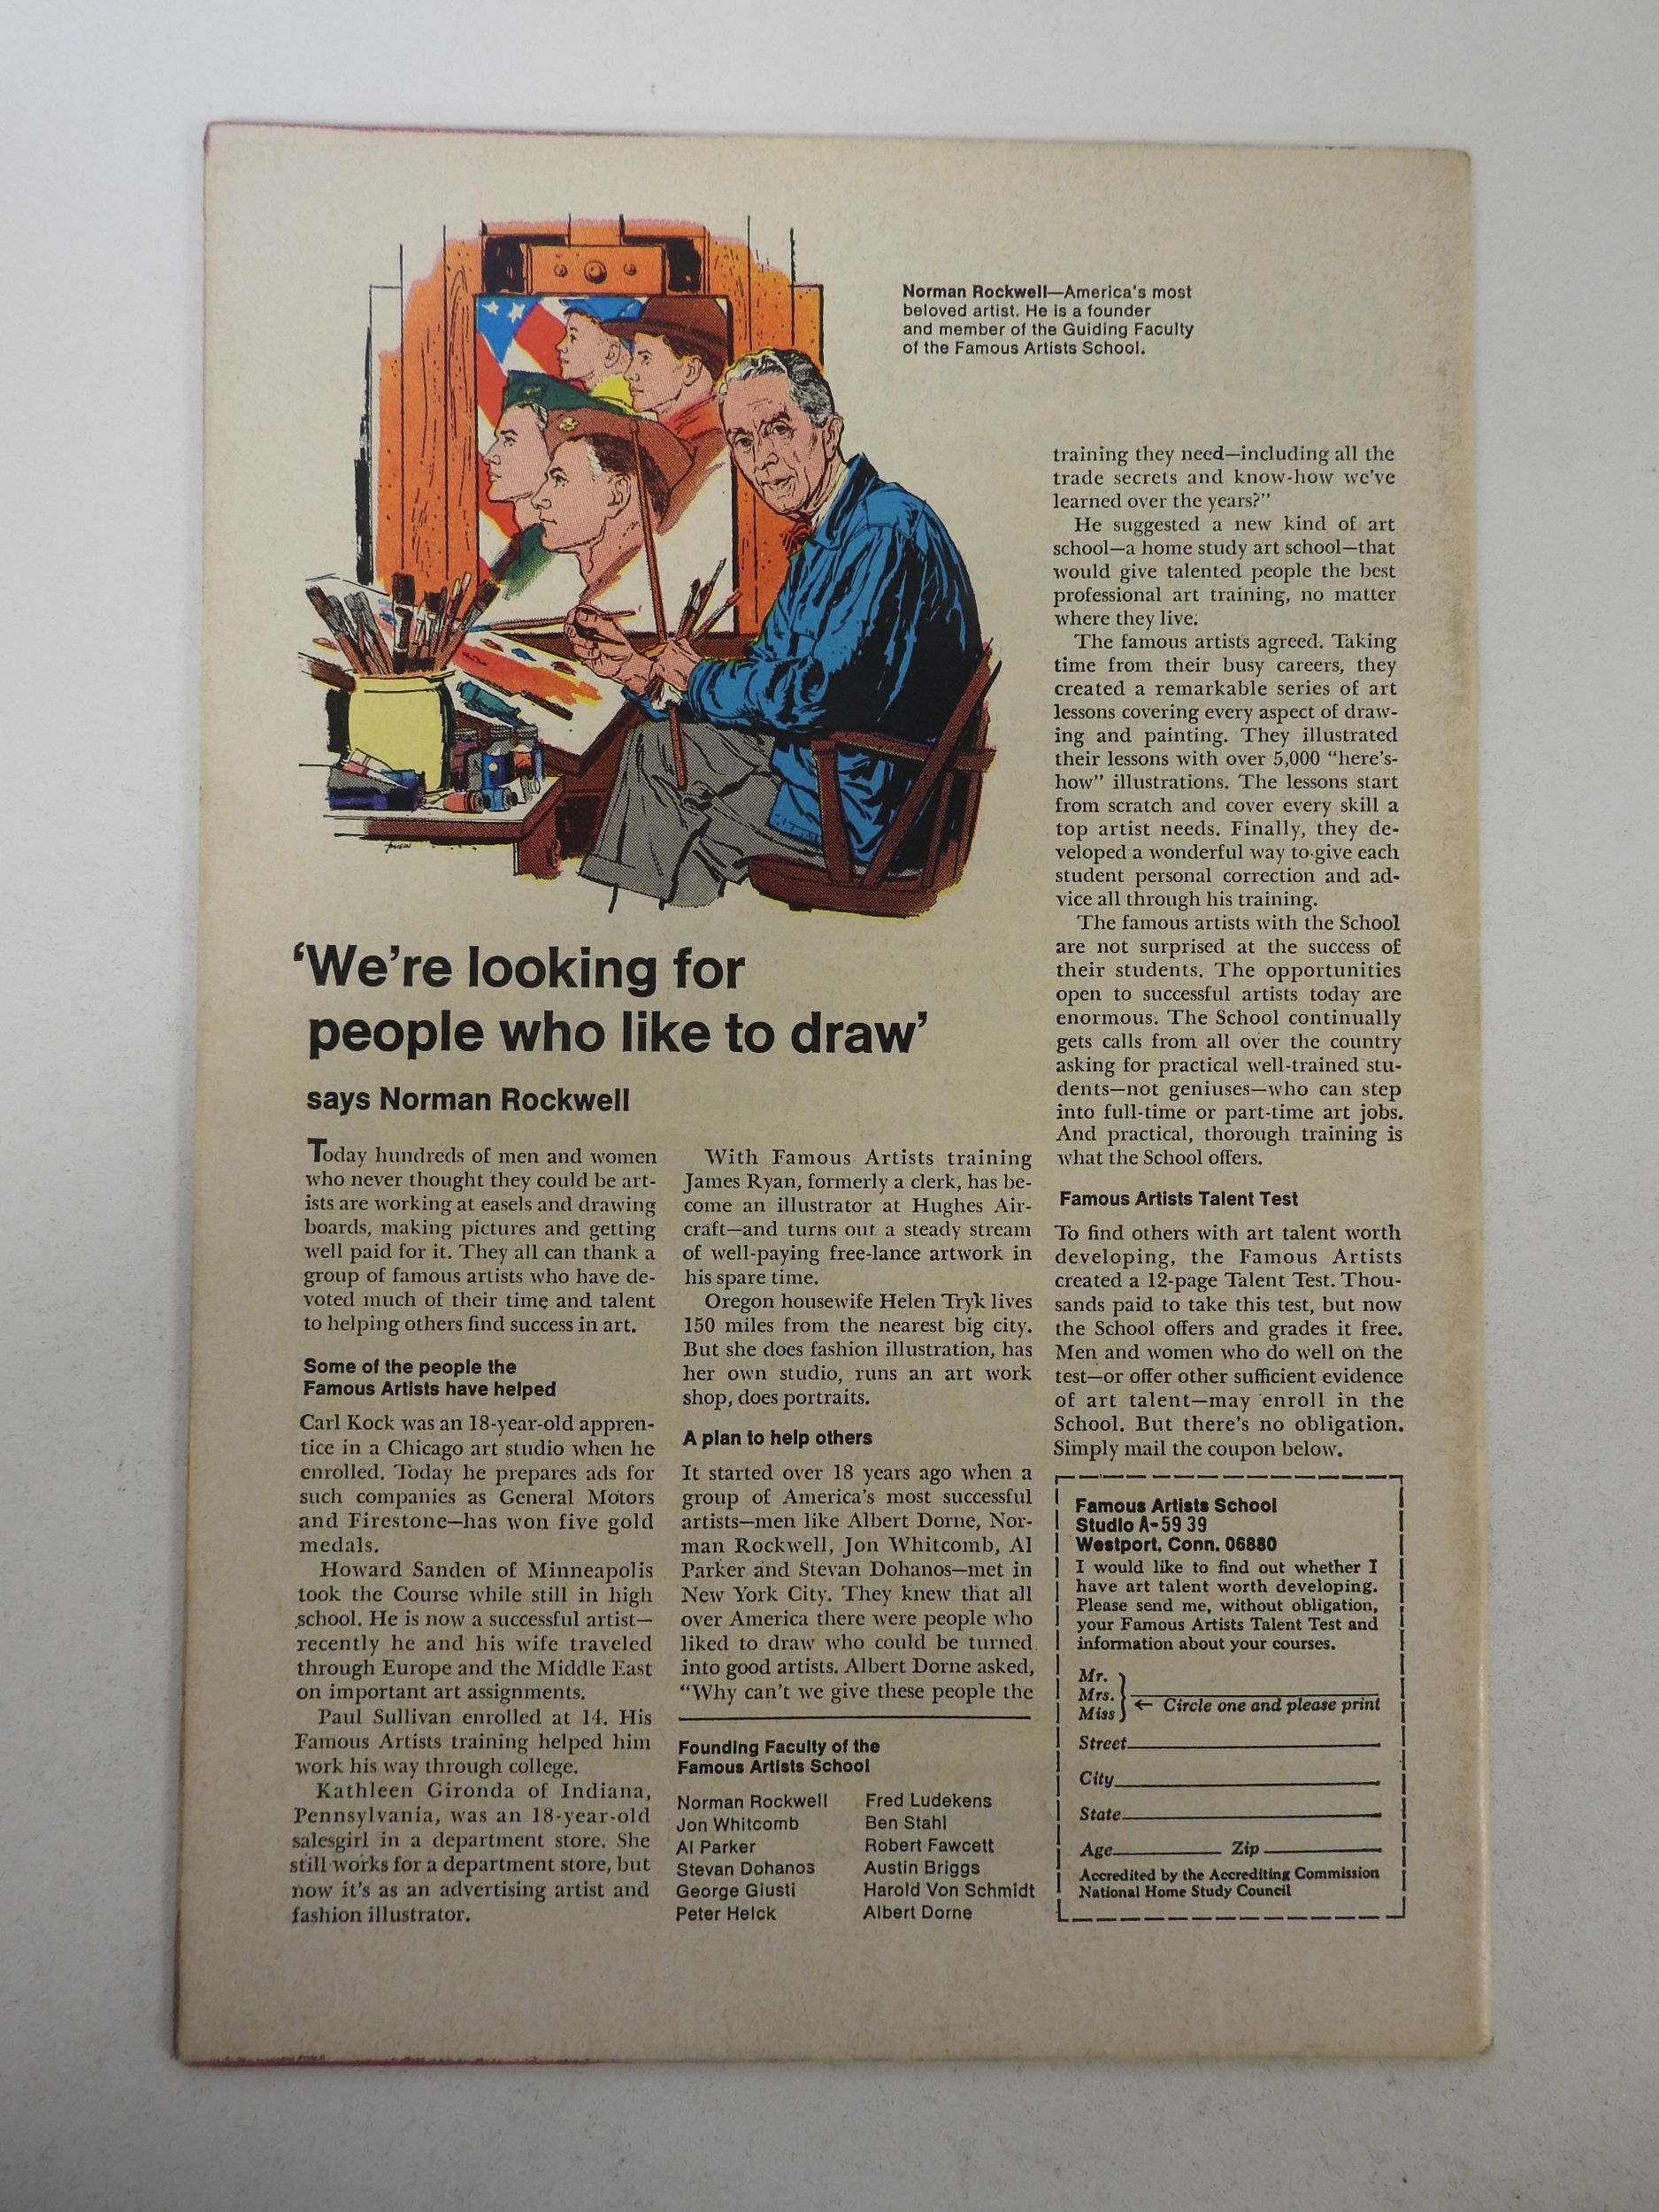 Norman Rockwell—America's most
beloved artist. He is a founder
and member of the Guiding Faculty
of the Famous Artists School.
‘We’re looking for
people who like to draw’
says Norman Rockwell
Today hundreds of men and women
who never thought they could be art-
ists are working at easels and drawing
boards, making pictures and getting
well paid for it. They all can thank a
group of famous artists who have de-
voted much of their time and talent
to helping others find success in art.
Some of the people the
Famous Artists have helped
Carl Kock was an 18-year-old appren-
tice in a Chicago art studio when he
enrolled. Today he prepares ads for
such companies as General Motors
and Firestone—has won five gold
medals.
Howard Sanden of Minneapolis
took the Course while still in high
school. He is now a successful artist—
recently he and his wife traveled
through Europe and the Middle East
on important art assignments.
Paul Sullivan enrolled at 14. His
Famous Artists training helped him
work his way through college.
Kathleen Gironda of Indiana,
Pennsylvania, was an 18-year-old
salesgirl in a department store. She
still works for a department store, but
now it's as an advertising artist and
fashion illustrator.
With Famous Artists training
James Ryan, formerly a clerk, has be-
come an illustrator at Hughes Air-
craft—and turns out a steady stream
of well-paying free-lance artwork in
his spare time.
Oregon housewife Helen Tryk lives
150 miles from the nearest big city.
But she does fashion illustration, has
her own studio, runs an art work
shop, does portraits.
A plan to help others
It started over 18 years ago when a
group of America's most successful
artists—men like Albert Dorne, Nor-
man Rockwell, Jon Whitcomb, Al
Parker and Stevan Dohanos—met in
New York City. They knew that all
over America there were people who
liked to draw who could be turned
into good artists. Albert Dorne asked,
“Why can't we give these people the
Founding Faculty of the
Famous Artists School
Norman Rockwell
Jon Whitcomb
Al Parker
Stevan Dohanos
George Giusti
Peter Helck
Fred Ludekens
Ben Stahl
Robert Fawcett
Austin Briggs
Harold Von Schmidt
Albert Dorne
training they need—including all the
trade secrets and know-how we've
learned over the years?”
He suggested a new kind of art
school—a home study art school—that
would give talented people the best
professional art training, no matter
where they live.
The famous artists agreed. Taking
time from their busy careers, they
created a remarkable series of art
lessons covering every aspect of draw-
ing and painting. They illustrated
their lessons with over 5,000 “here's-
how” illustrations. The lessons start
from scratch and cover every skill a
top artist needs. Finally, they de-
veloped a wonderful way to give each
student personal correction and ad-
vice all through his training.
The famous artists with the School
are not surprised at the success of
their students. The opportunities
open to successful artists today are
enormous. The School continually
gets calls from all over the country
asking for practical well-trained stu-
dents—not geniuses—who can step
into full-time or part-time art jobs.
And practical, thorough training is
what the School offers.
Famous Artists Talent Test
To find others with art talent worth
developing, the Famous Artists
created a 12-page Talent Test. Thou-
sands paid to take this test, but now
the School offers and grades it free.
Men and women who do well on the
test—or offer other sufficient evidence
of art talent—may enroll in the
School. But there's no obligation.
Simply mail the coupon below.
Famous Artists School
Studio A-59 39
Westport, Conn. 06880
I would like to find out whether I
have art talent worth developing.
Please send me, without obligation,
your Famous Artists Talent Test and
information about your courses.
Mr.
Mrs.
Miss
← Circle one and please print
Street
City
State
Age Zip
Accredited by the Accrediting Commission
National Home Study Council